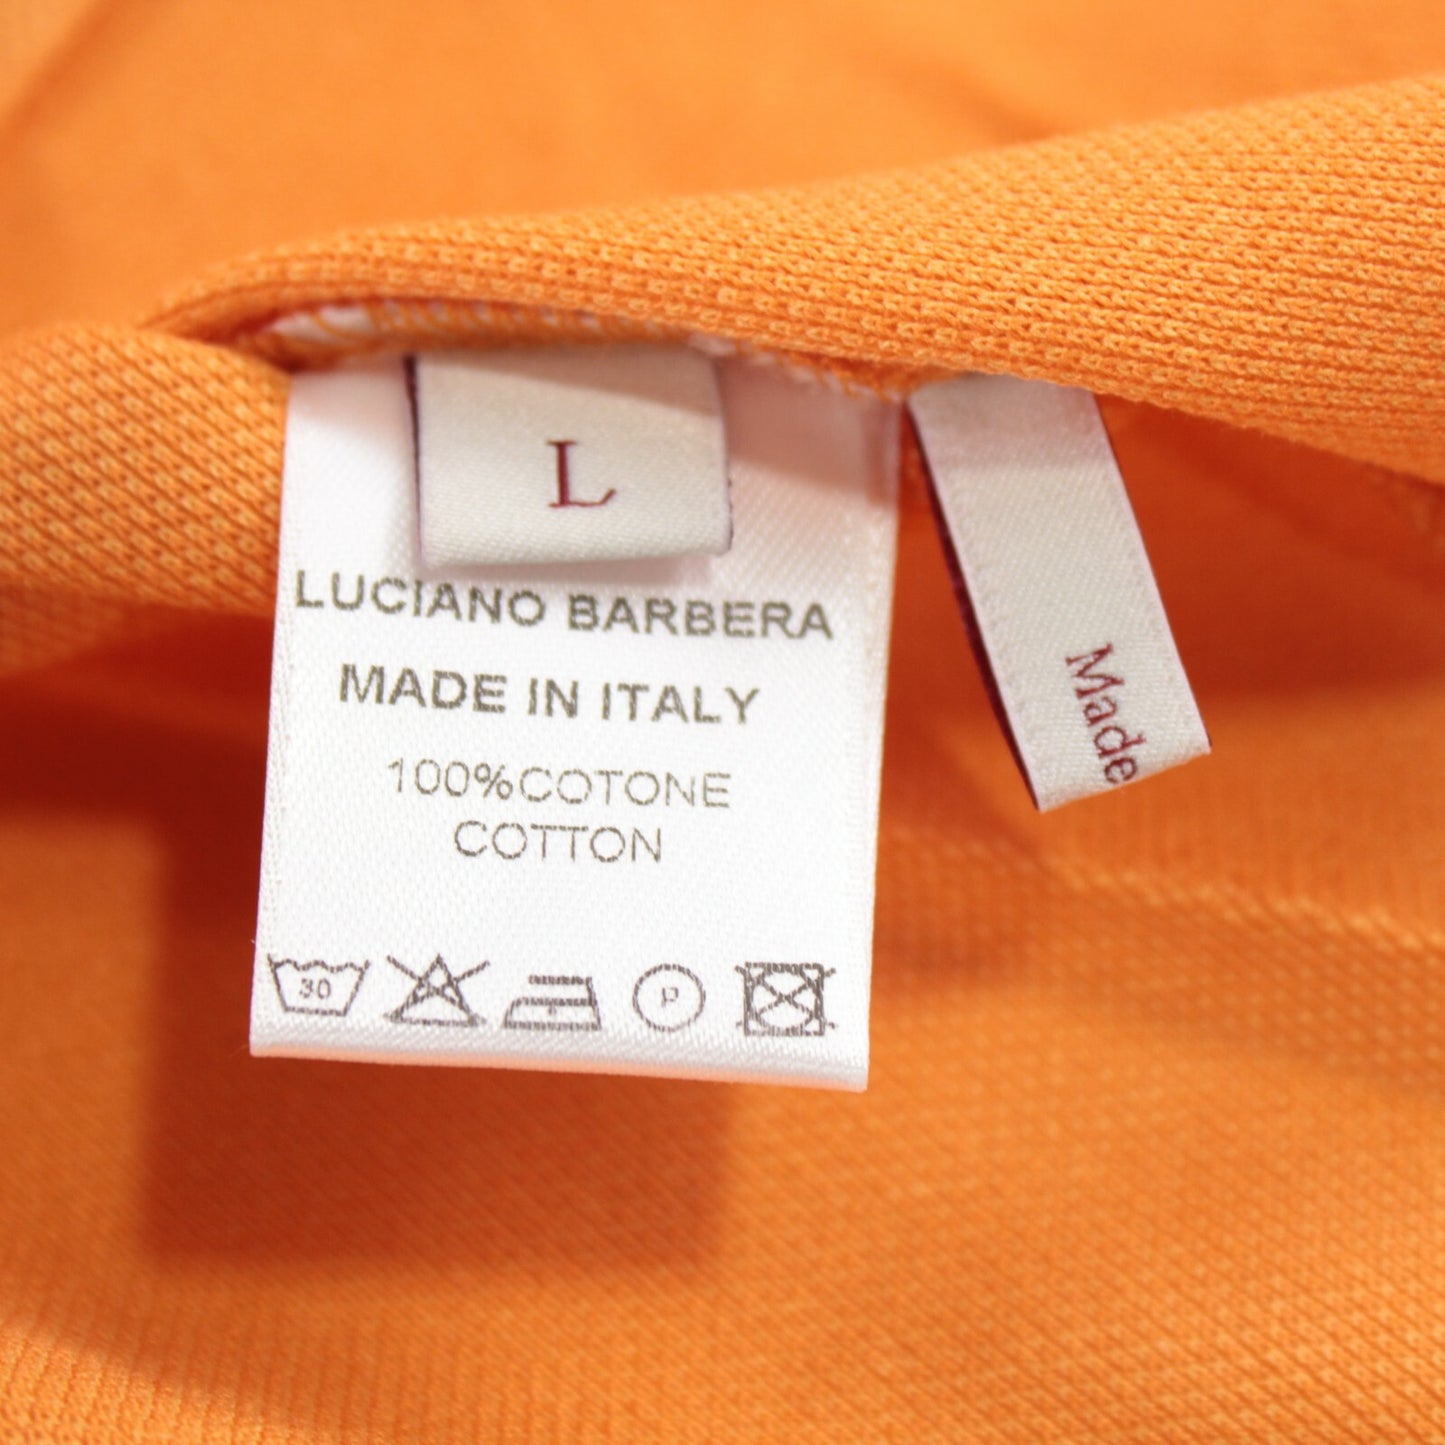 L
LUCIANO BARBERA
MADE IN ITALY
100%COTONE
COTTON
30
P
Made